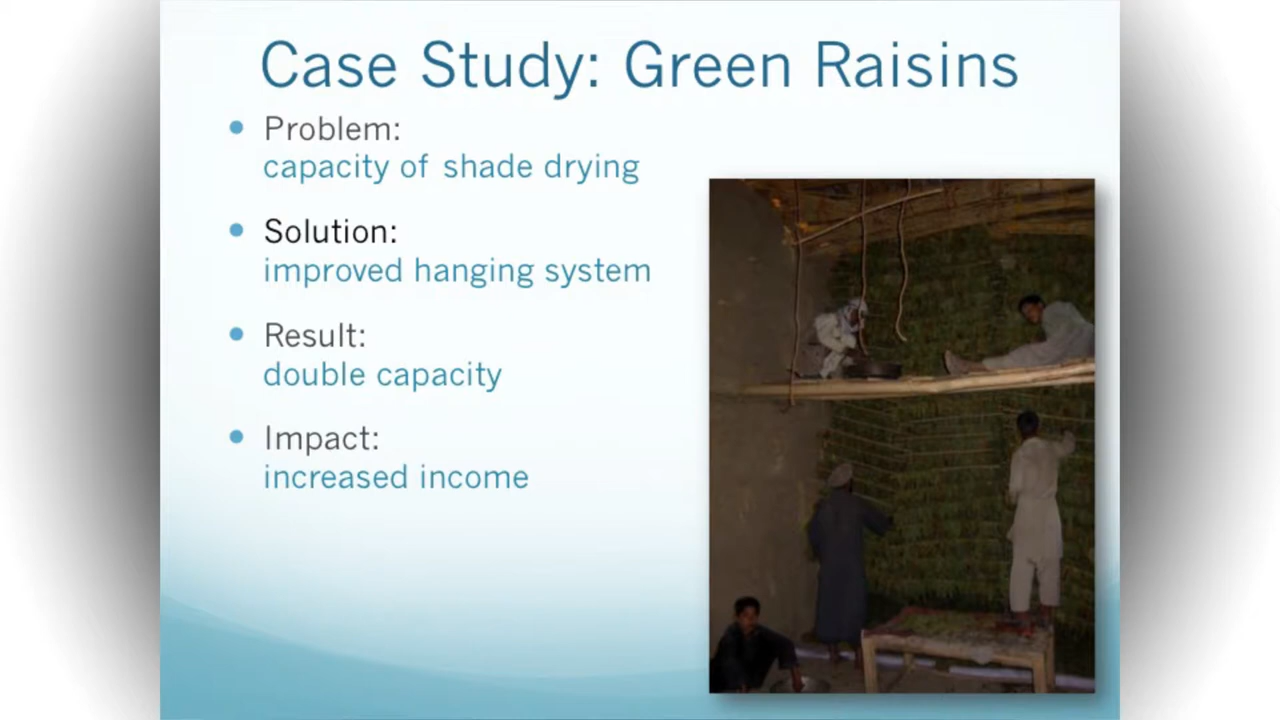 Case Study: Green Raisins
Problem:
capacity of shade drying
Solution:
improved hanging system
Result:
double capacity
Impact:
increased income